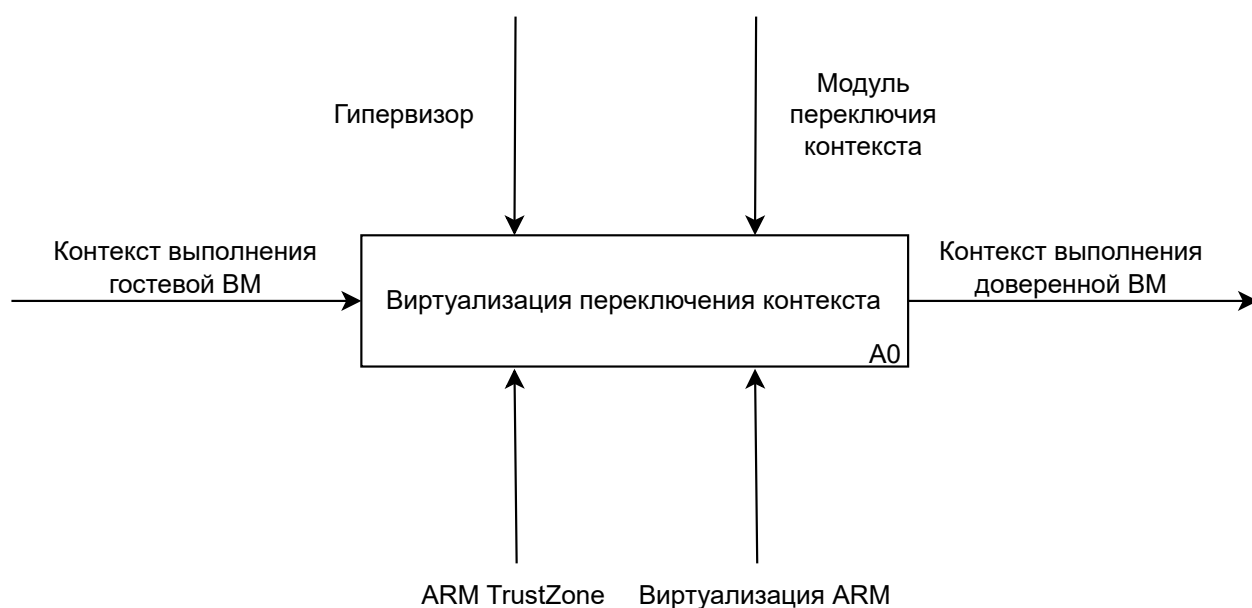 Гипервизор
Модуль
переключия
контекста
Контекст выполнения
гостевой ВМ
Виртуализация переключения контекста
A0
Контекст выполнения
доверенной ВМ
ARM TrustZone
Виртуализация ARM